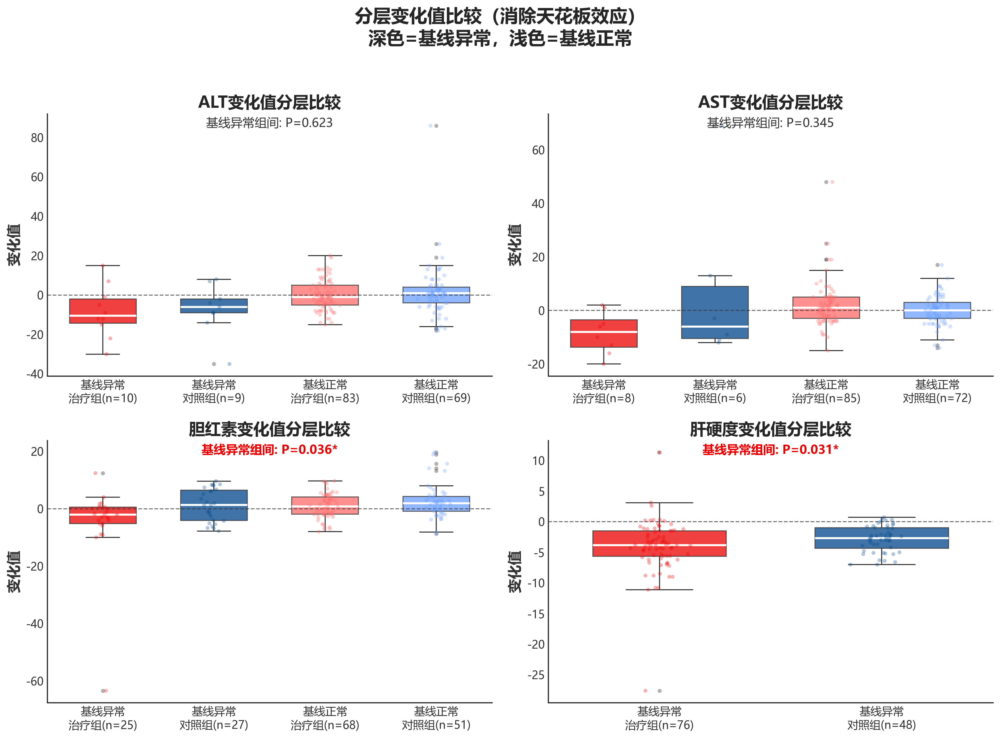 分层变化值比较（消除天花板效应）
深色=基线异常，浅色=基线正常
ALT变化值分层比较
基线异常组间: P=0.623
变化值
80
60
40
20
0
-20
-40
基线异常
治疗组(n=10)
基线异常
对照组(n=9)
基线正常
治疗组(n=83)
基线正常
对照组(n=69)
AST变化值分层比较
基线异常组间: P=0.345
变化值
60
40
20
0
-20
基线异常
治疗组(n=8)
基线异常
对照组(n=6)
基线正常
治疗组(n=85)
基线正常
对照组(n=72)
胆红素变化值分层比较
基线异常组间: P=0.036*
变化值
20
0
-20
-40
-60
基线异常
治疗组(n=25)
基线异常
对照组(n=27)
基线正常
治疗组(n=68)
基线正常
对照组(n=51)
肝硬度变化值分层比较
基线异常组间: P=0.031*
变化值
10
5
0
-5
-10
-15
-20
-25
基线异常
治疗组(n=76)
基线异常
对照组(n=48)